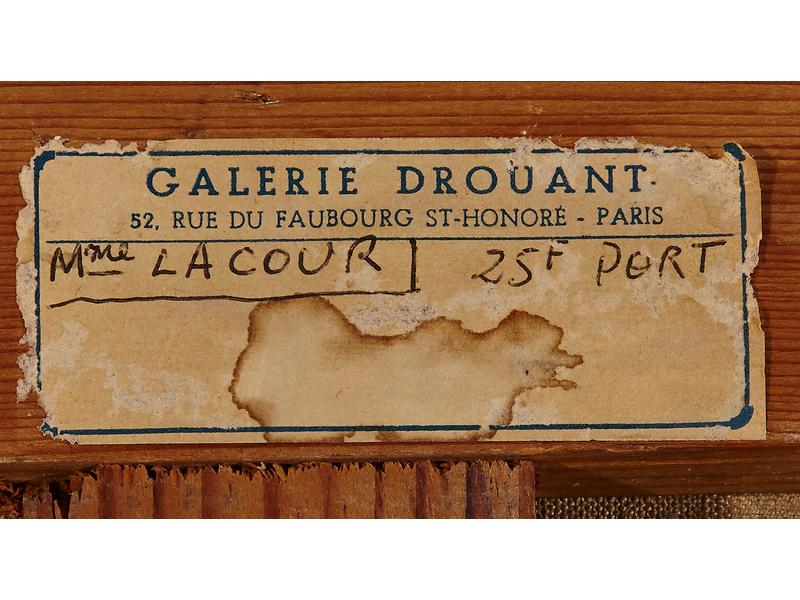 GALERIE DROUANT
52, RUE DU FAUBOURG ST-HONORÉ - PARIS
Mme LACOUR 25F PORT